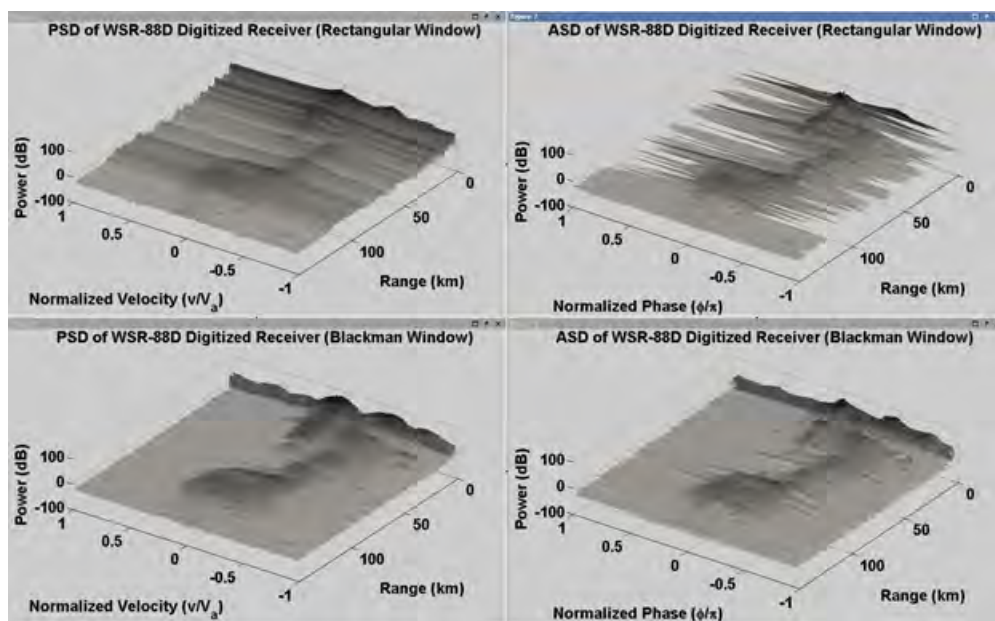 PSD of WSR-88D Digitized Receiver (Rectangular Window)
Power (dB)
100
0
-100
1
0.5
0
-0.5
-1
0
50
100
Range (km)
Normalized Velocity (v/Va)
Figure 7
ASD of WSR-88D Digitized Receiver (Rectangular Window)
Power (dB)
100
0
-100
1
0.5
0
-0.5
-1
0
50
100
Range (km)
Normalized Phase (ϕ/π)
PSD of WSR-88D Digitized Receiver (Blackman Window)
Power (dB)
100
0
-100
1
0.5
0
-0.5
-1
0
50
100
Range (km)
Normalized Velocity (v/Va)
ASD of WSR-88D Digitized Receiver (Blackman Window)
Power (dB)
100
0
-100
1
0.5
0
-0.5
-1
0
50
100
Range (km)
Normalized Phase (ϕ/π)